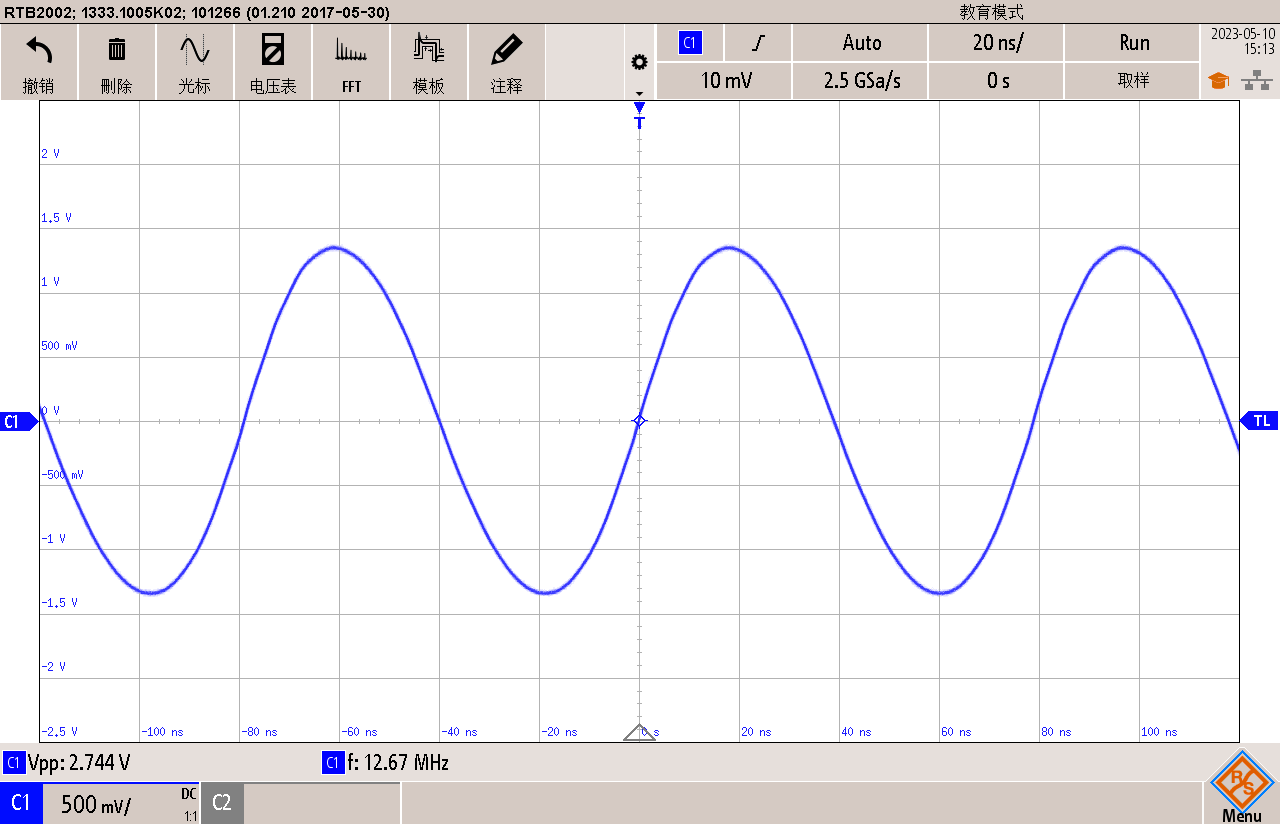 RTB2002; 1333.1005K02; 101266 (01.210 2017-05-30)
教育模式
撤销
删除
光标
电压表
FFT
模板
注释
C1
Auto
20 ns/
Run
10 mV
2.5 GSa/s
0 s
取样
2023-05-10
15:13
T
2 V
1.5 V
1 V
500 mV
0 V
C1
TL
-500 mV
-1 V
-1.5 V
-2 V
-2.5 V
-100 ns
-80 ns
-60 ns
-40 ns
-20 ns
0 s
20 ns
40 ns
60 ns
80 ns
100 ns
C1 Vpp: 2.744 V
C1 f: 12.67 MHz
C1
500 mV/
DC
1:1
C2
R S
Menu